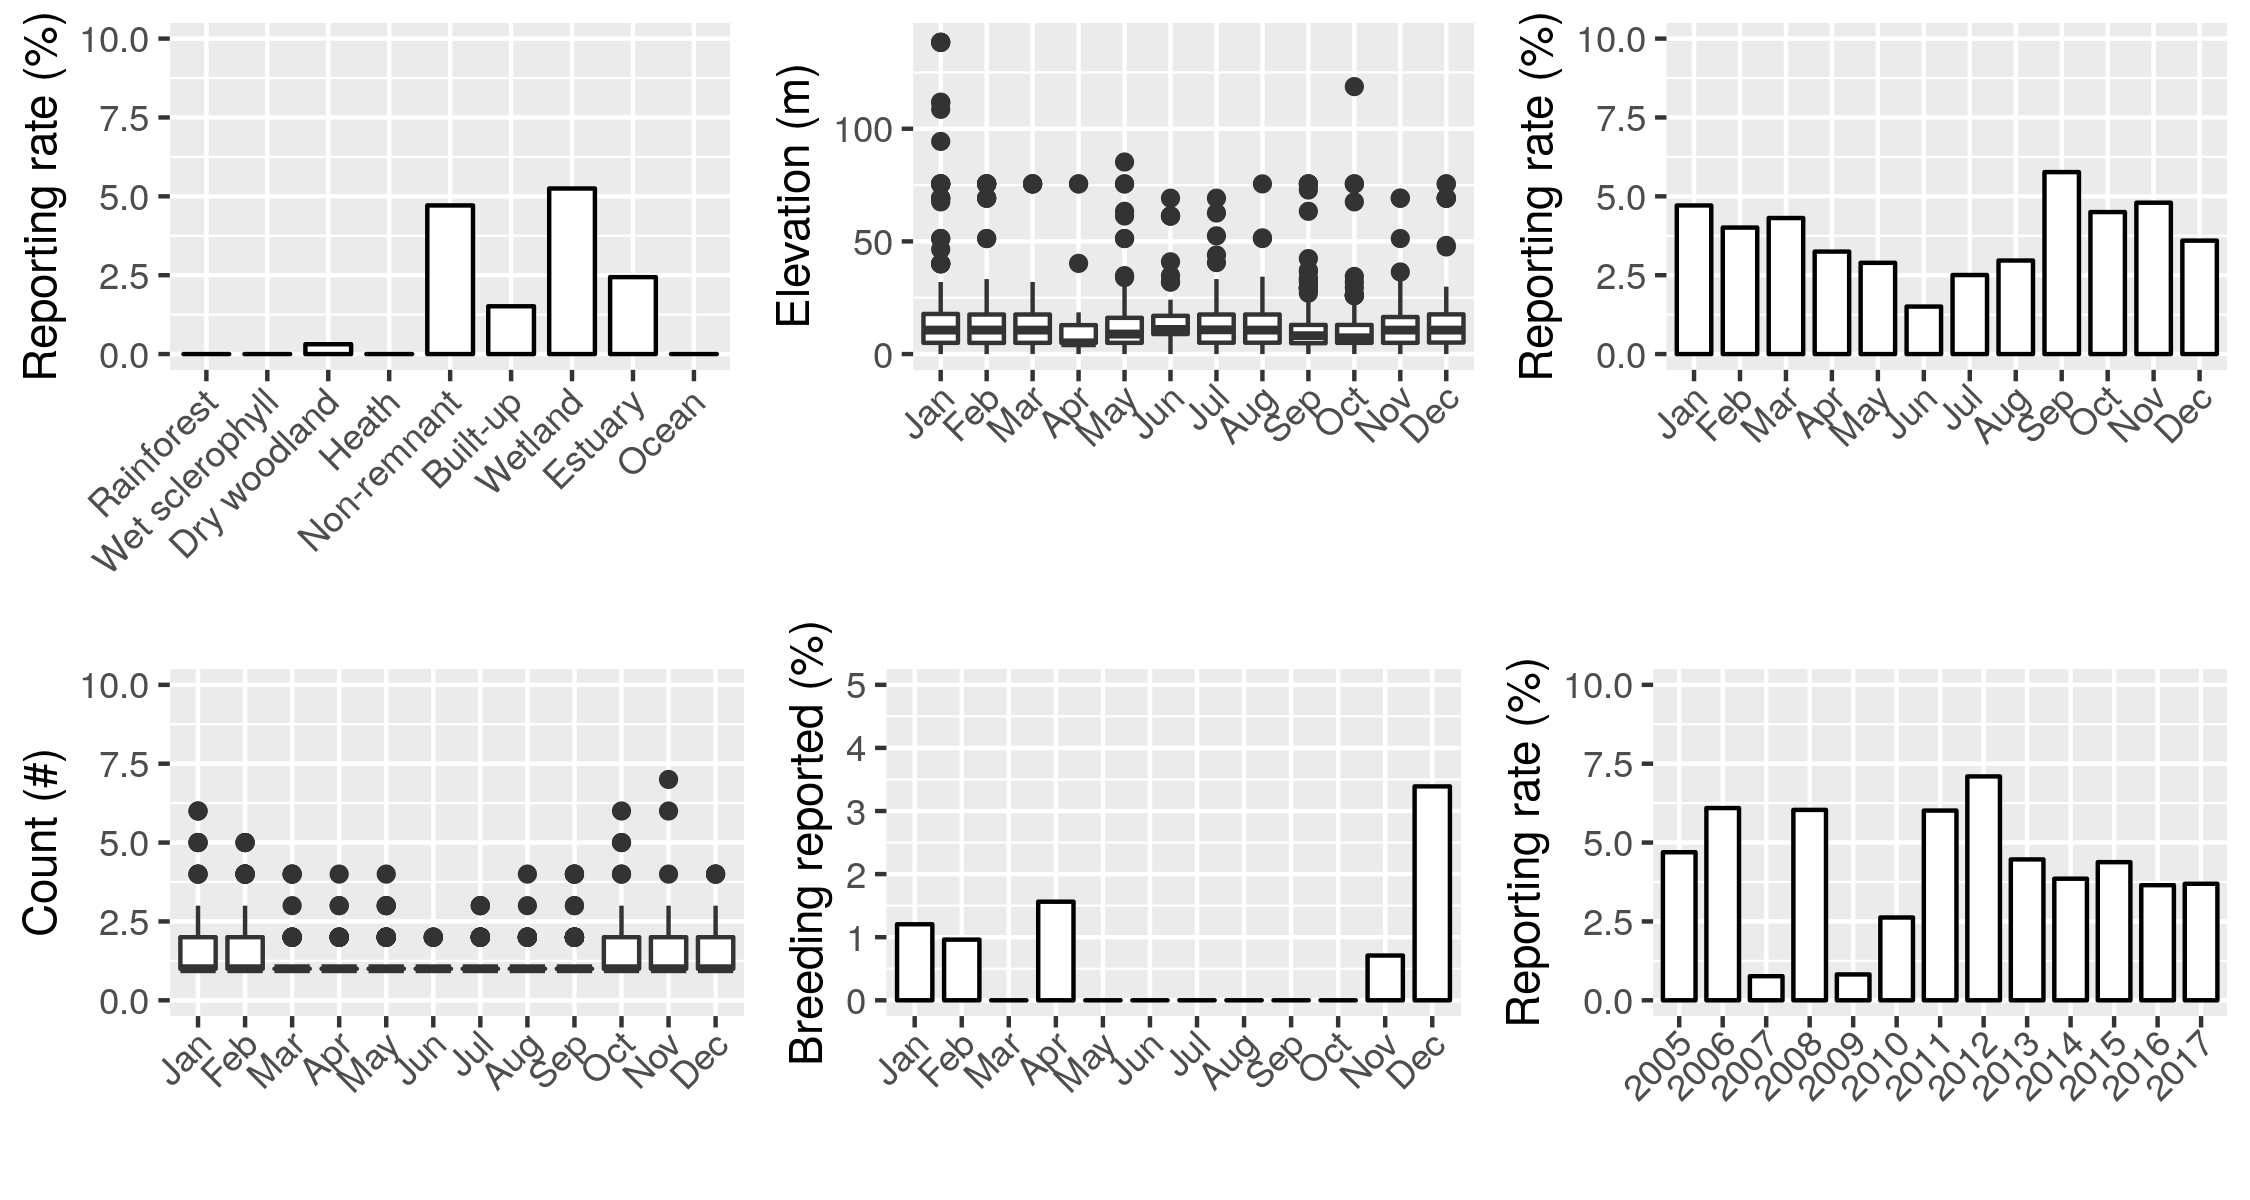 Reporting rate (%)
10.0
7.5
5.0
2.5
0.0
Rainforest
Wet sclerophyll
Dry woodland
Heath
Non-remnant
Built-up
Wetland
Estuary
Ocean
Elevation (m)
100
50
0
Jan
Feb
Mar
Apr
May
Jun
Jul
Aug
Sep
Oct
Nov
Dec
Reporting rate (%)
10.0
7.5
5.0
2.5
0.0
Jan
Feb
Mar
Apr
May
Jun
Jul
Aug
Sep
Oct
Nov
Dec
Count (#)
10.0
7.5
5.0
2.5
0.0
Jan
Feb
Mar
Apr
May
Jun
Jul
Aug
Sep
Oct
Nov
Dec
Breeding reported (%)
5
4
3
2
1
0
Jan
Feb
Mar
Apr
May
Jun
Jul
Aug
Sep
Oct
Nov
Dec
Reporting rate (%)
10.0
7.5
5.0
2.5
0.0
2005
2006
2007
2008
2009
2010
2011
2012
2013
2014
2015
2016
2017